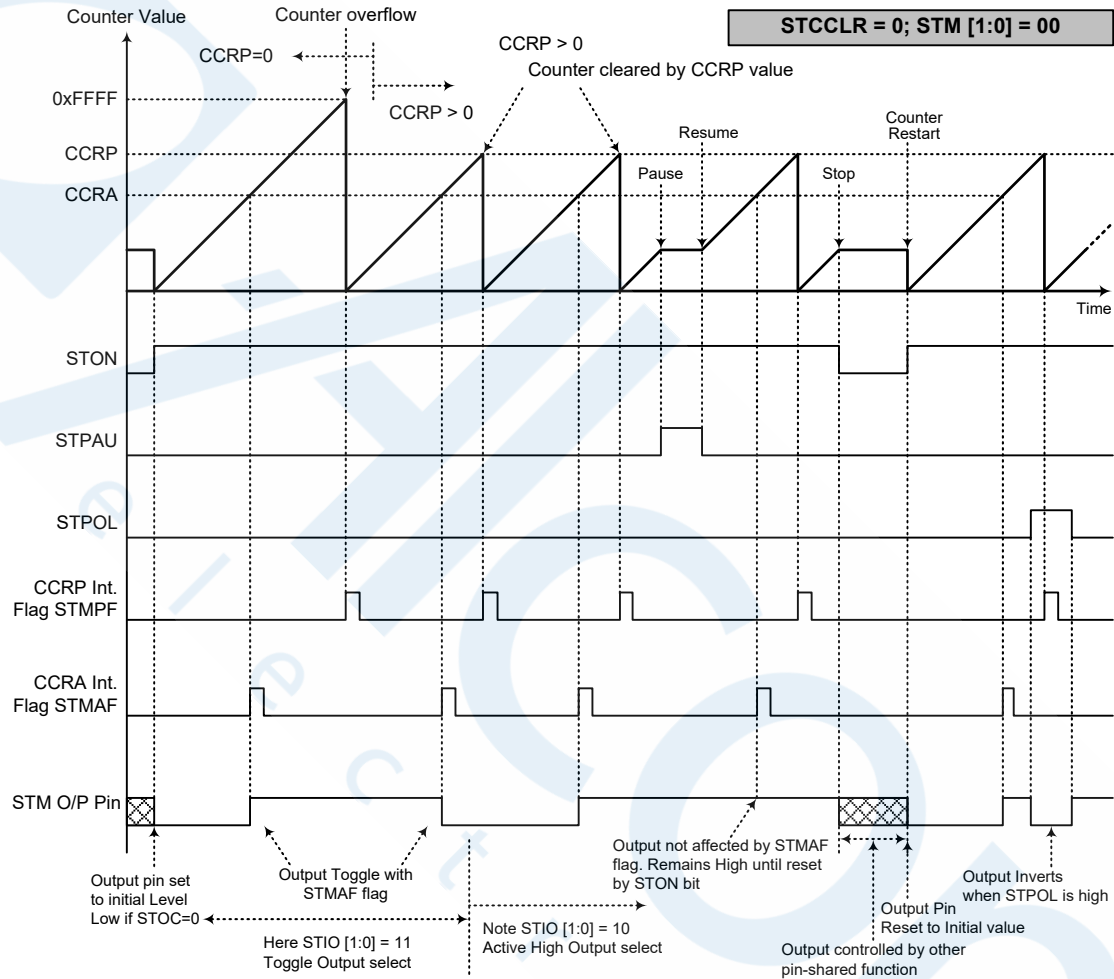 Counter Value
Counter overflow
STCCLR = 0; STM [1:0] = 00
CCRP=0
CCRP > 0
CCRP > 0
Counter cleared by CCRP value
0xFFFF
CCRP
CCRA
Pause
Resume
Stop
Counter
Restart
Time
STON
STPAU
STPOL
CCRP Int.
Flag STMPF
CCRA Int.
Flag STMAF
STM O/P Pin
Output pin set
to initial Level
Low if STOC=0
Output Toggle with
STMAF flag
Here STIO [1:0] = 11
Toggle Output select
Note STIO [1:0] = 10
Active High Output select
Output not affected by STMAF
flag. Remains High until reset
by STON bit
Output controlled by other
pin-shared function
Output Pin
Reset to Initial value
Output Inverts
when STPOL is high